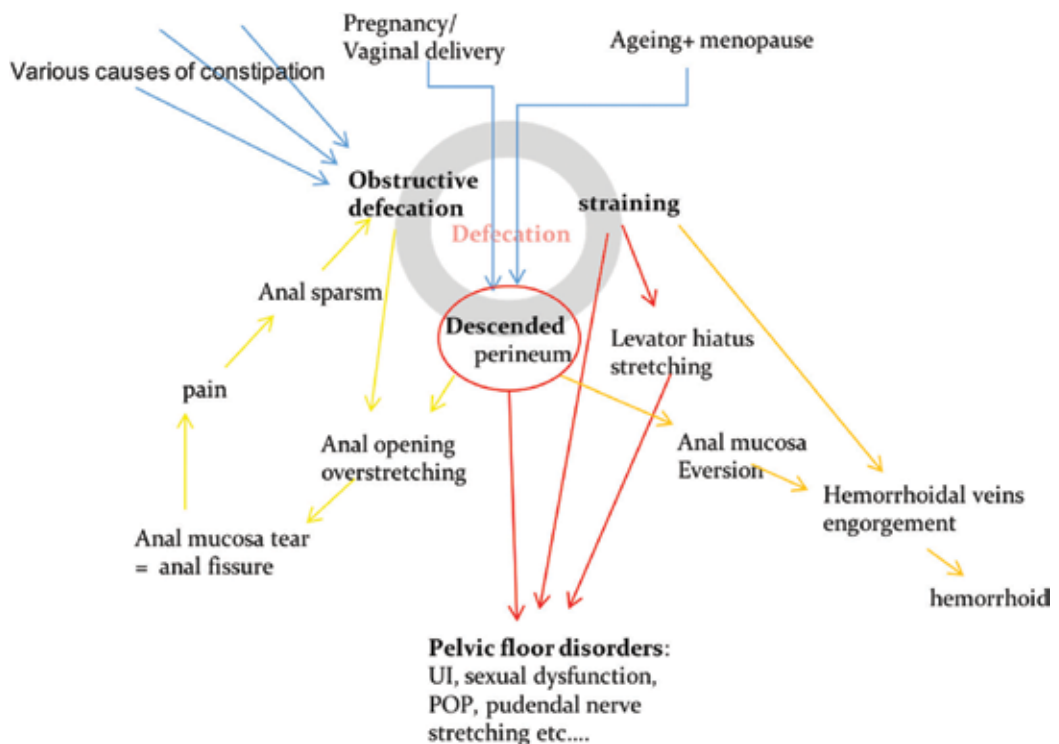 Pregnancy/
Vaginal delivery
Ageing+ menopause
Various causes of constipation
Obstructive
defecation
straining
Defecation
Anal sparsm
Descended
perineum
Levator hiatus
stretching
pain
Anal opening
overstretching
Anal mucosa
Eversion
Hemorrhoidal veins
engorgement
Anal mucosa tear
= anal fissure
hemorrhoid
Pelvic floor disorders:
UI, sexual dysfunction,
POP, pudendal nerve
stretching etc....